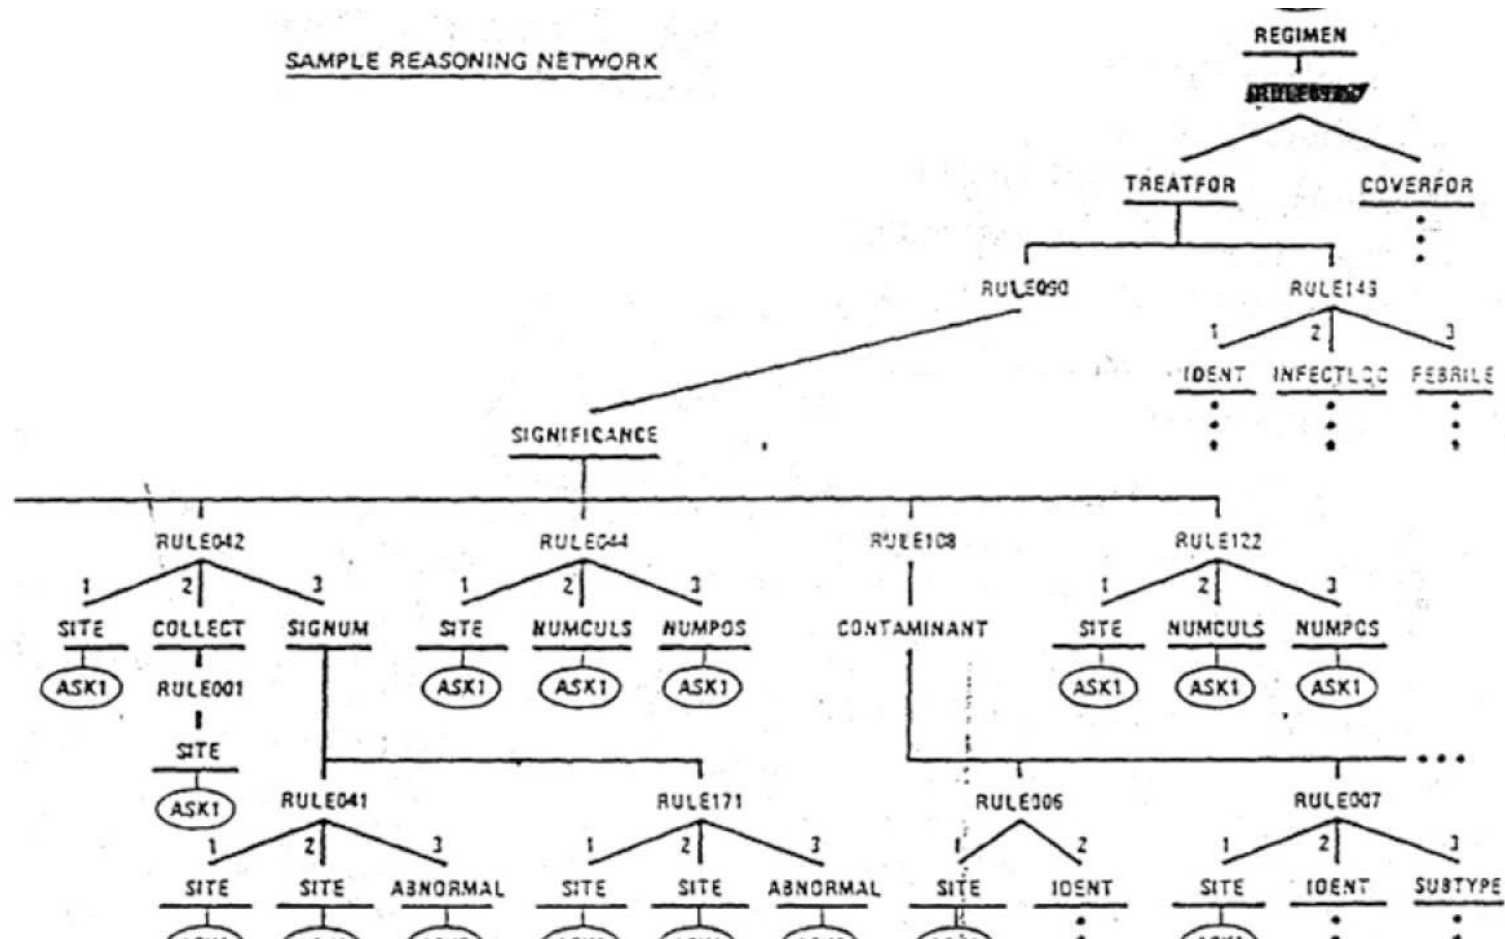 REGIMEN
SAMPLE REASONING NETWORK
TREATFOR COVERFOR
RULE090 RULE143
1 2 3
IDENT INFECTLOC FEBRILE
SIGNIFICANCE
RULE042 RULE044 RULE108 RULE122
1 2 3 1 2 3 1 2 3
SITE COLLECT SIGNUM SITE NUMCULS NUMPOS CONTAMINANT SITE NUMCULS NUMPOS
ASK1 RULE001 ASK1 ASK1 ASK1 ASK1 ASK1 ASK1
SITE
ASK1 RULE041 RULE171 RULE006 RULE007
1 2 3 1 2 3 1 2 1 2 3
SITE SITE ABNORMAL SITE SITE ABNORMAL SITE IDENT SITE IDENT SUBTYPE